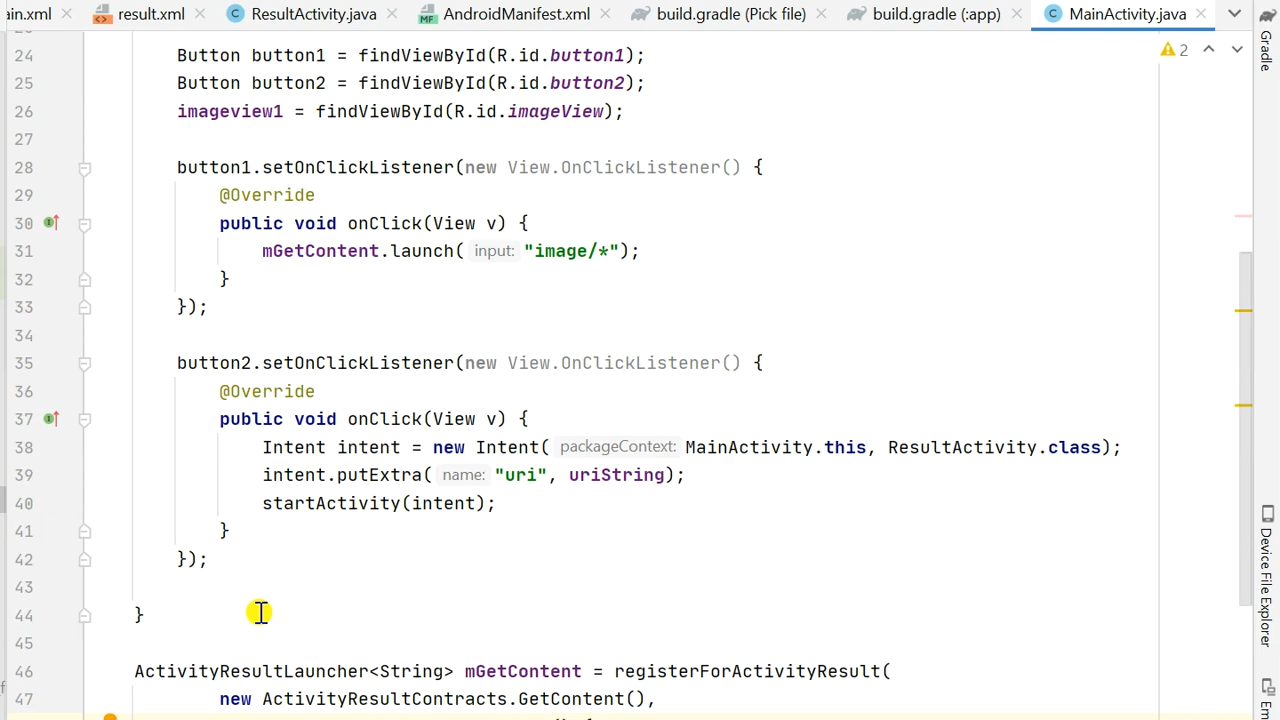 ain.xml result.xml ResultActivity.java AndroidManifest.xml build.gradle (Pick file) build.gradle (:app) MainActivity.java
Gradle
2
24 Button button1 = findViewById(R.id.button1);
25 Button button2 = findViewById(R.id.button2);
26 imageview1 = findViewById(R.id.imageView);
27
28 button1.setOnClickListener(new View.OnClickListener() {
29 @Override
30 public void onClick(View v) {
31 mGetContent.launch( input: "image/*");
32 }
33 });
34
35 button2.setOnClickListener(new View.OnClickListener() {
36 @Override
37 public void onClick(View v) {
38 Intent intent = new Intent( packageContext: MainActivity.this, ResultActivity.class);
39 intent.putExtra( name: "uri", uriString);
40 startActivity(intent);
41 }
42 });
43
44 }
45
46 ActivityResultLauncher<String> mGetContent = registerForActivityResult(
47 new ActivityResultContracts.GetContent(),
Device File Explorer
Em